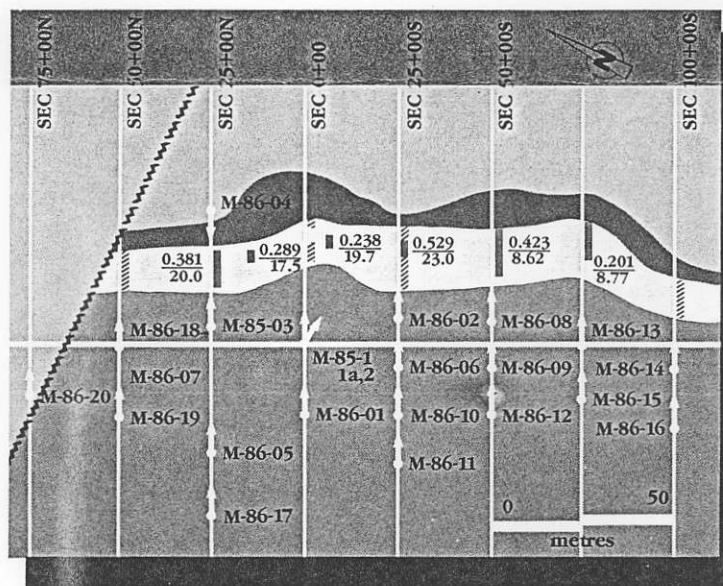 SEC 75+00N
SEC 50+00N
SEC 25+00N
SEC 0+00
SEC 25+00S
SEC 50+00S
SEC 100+00S
M-86-04
0.381
20.0
0.289
17.5
0.238
19.7
0.529
23.0
0.423
8.62
0.201
8.77
M-86-18
M-85-03
M-86-02
M-86-08
M-86-13
M-85-1
1a,2
M-86-20
M-86-07
M-86-06
M-86-09
M-86-14
M-86-19
M-86-01
M-86-10
M-86-12
M-86-15
M-86-16
M-86-05
M-86-11
M-86-17
0
50
metres